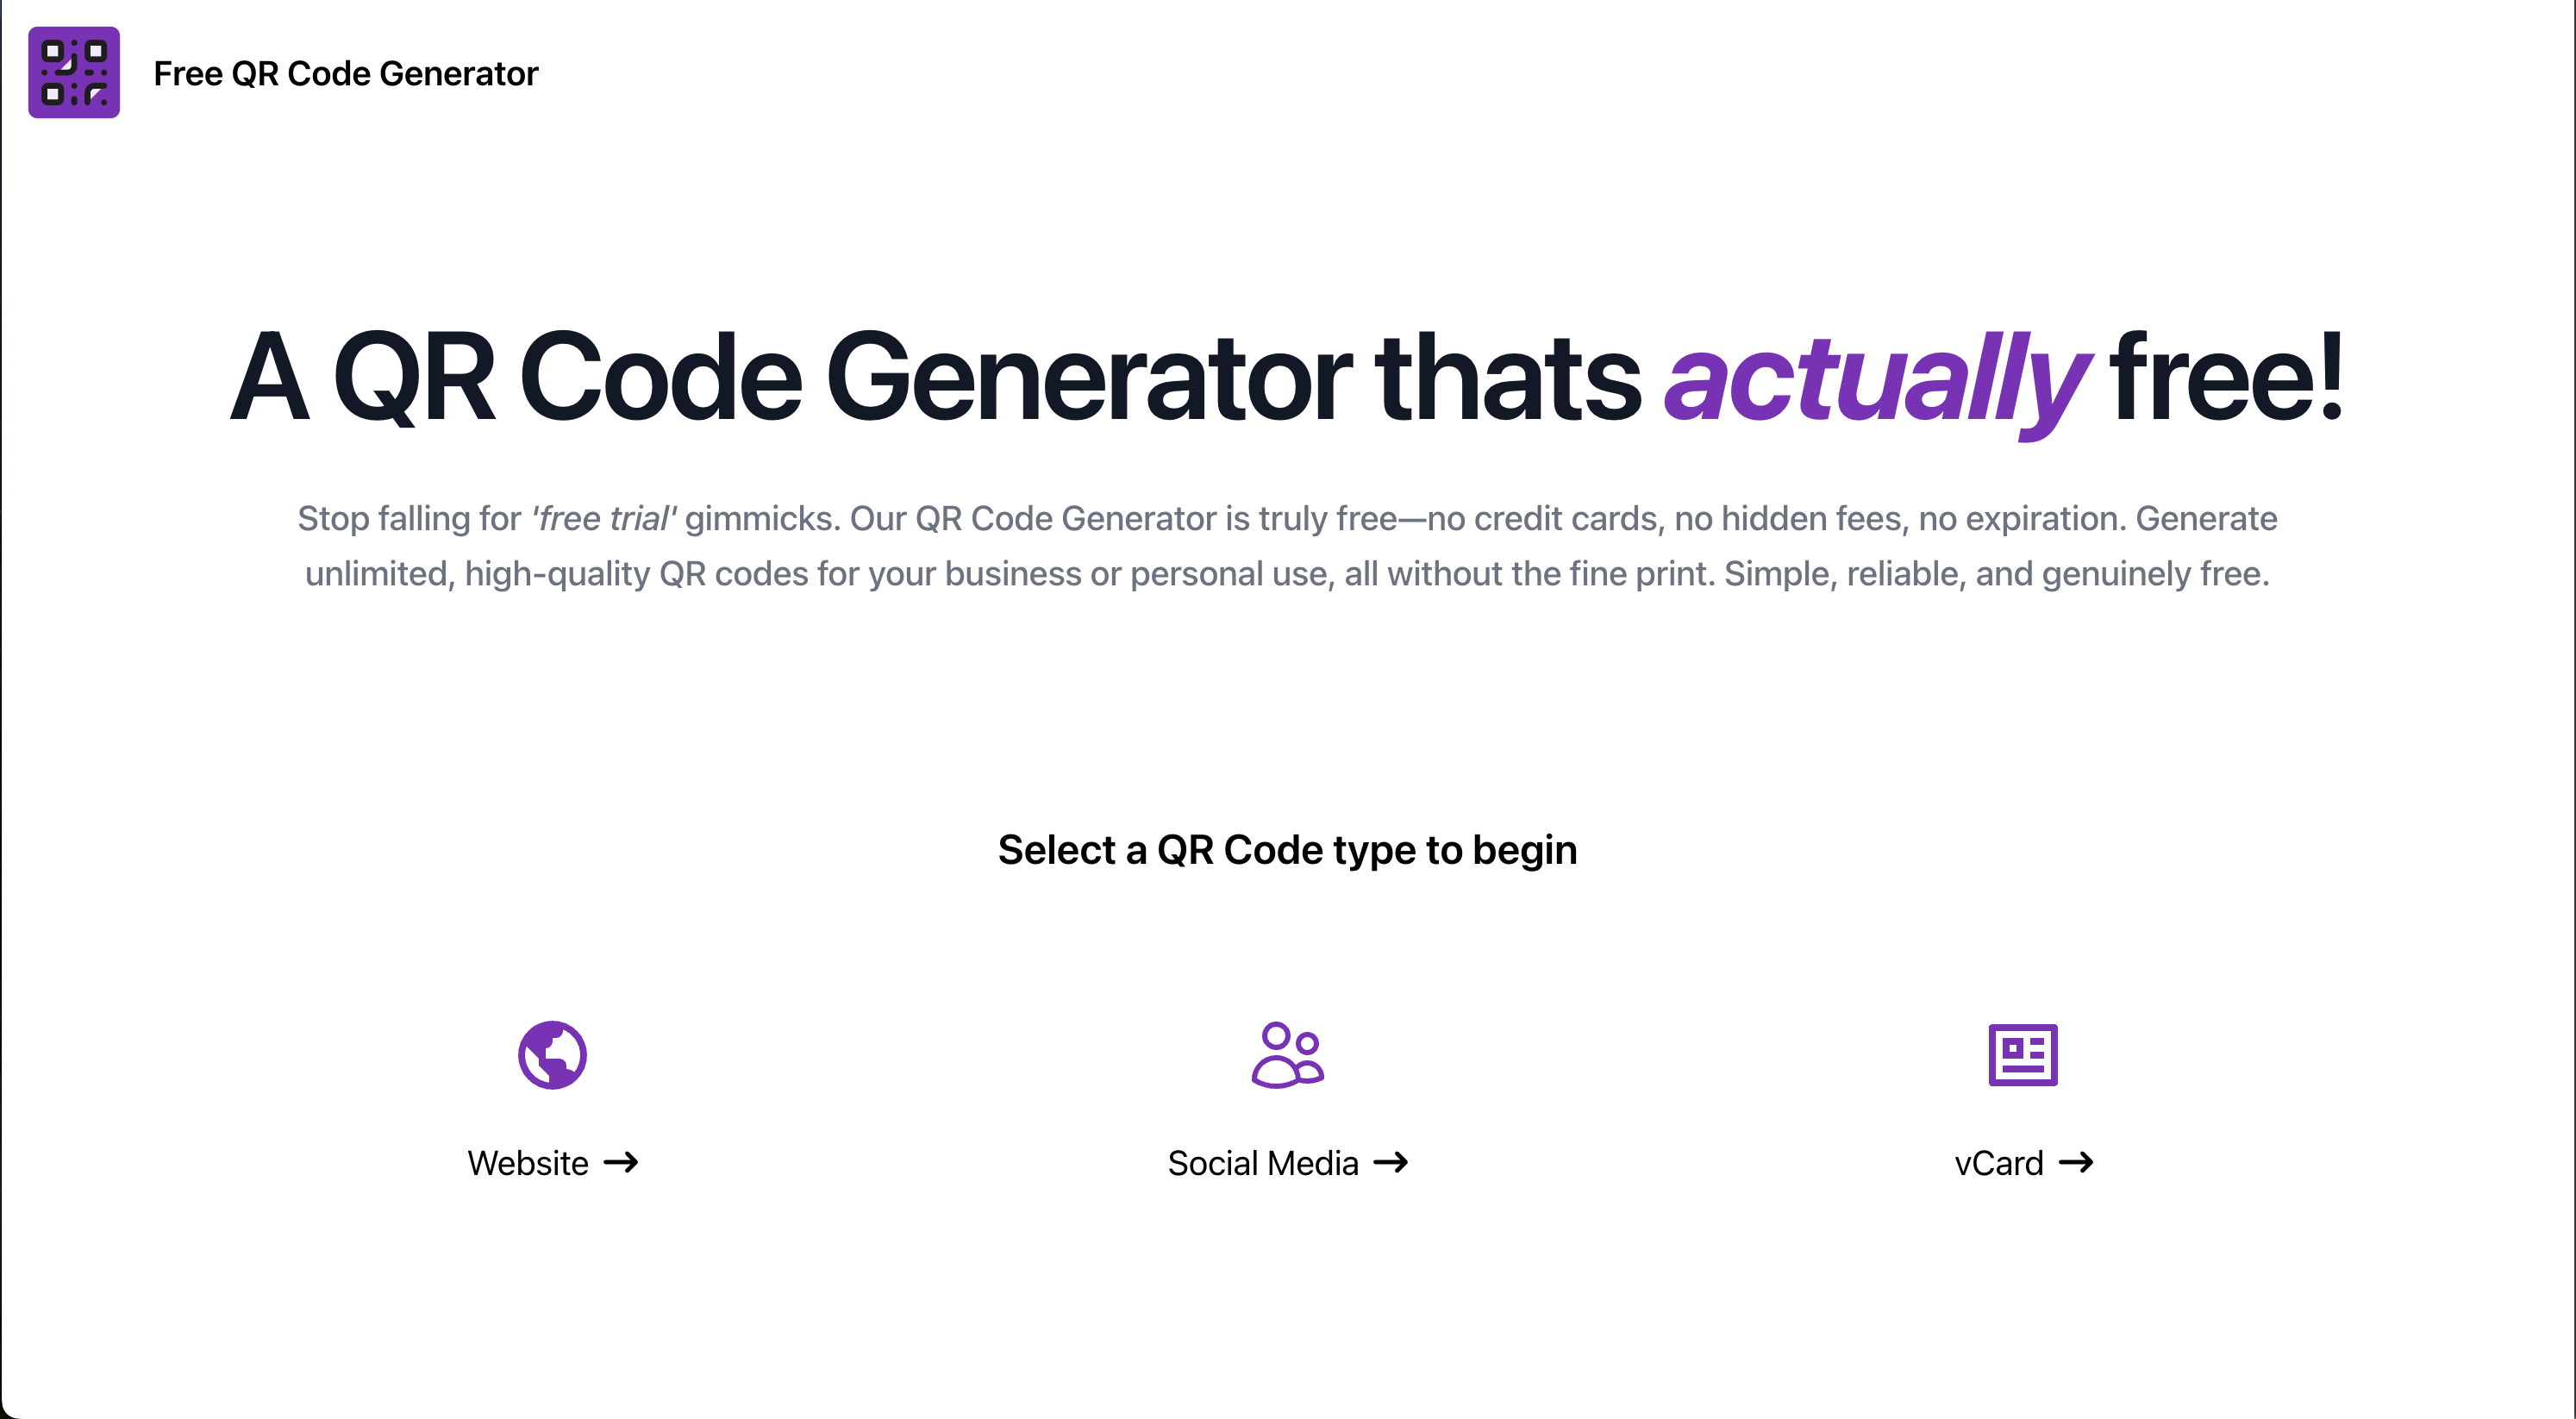 Free QR Code Generator
A QR Code Generator thats actually free!
Stop falling for 'free trial' gimmicks. Our QR Code Generator is truly free—no credit cards, no hidden fees, no expiration. Generate
unlimited, high-quality QR codes for your business or personal use, all without the fine print. Simple, reliable, and genuinely free.
Select a QR Code type to begin
Website →
Social Media →
vCard →